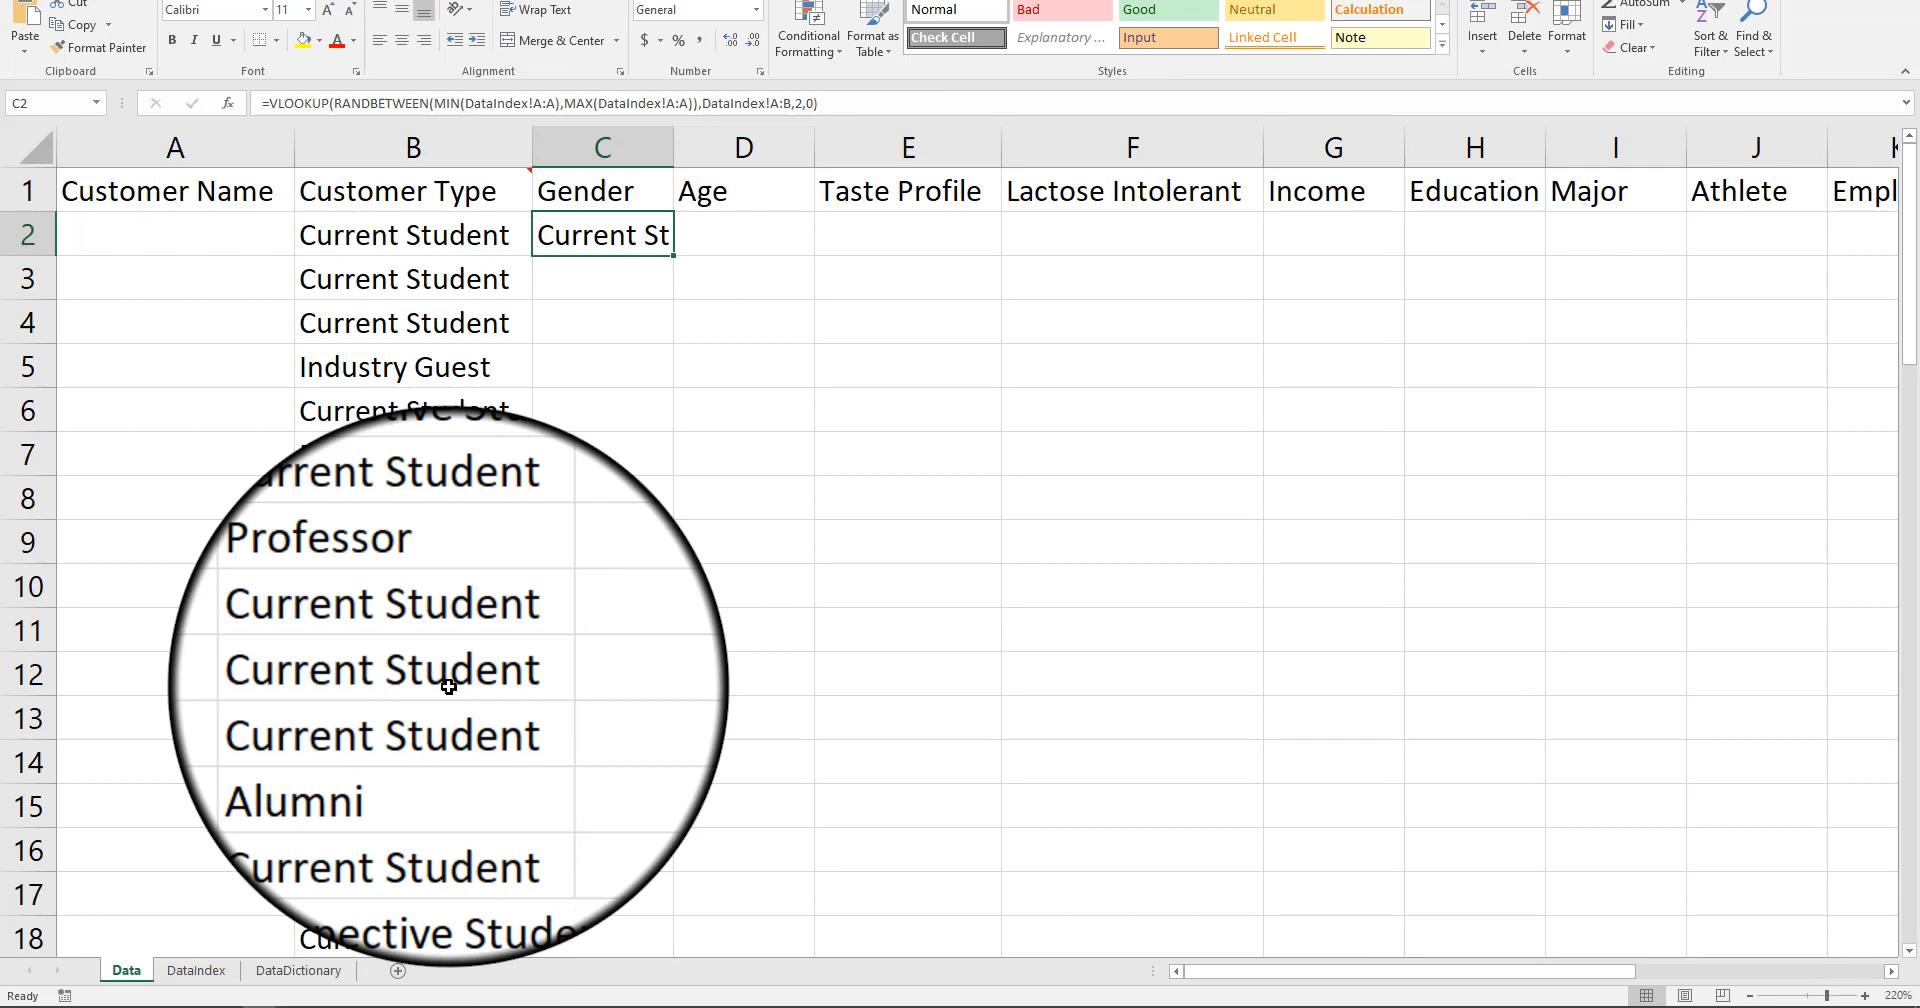 Cut
Copy
Paste
Format Painter
Clipboard
Calibri
11
A A
B I U A
Font
Wrap Text
Merge & Center
Alignment
General
$ % ,
Number
Conditional Formatting
Format as Table
Normal
Bad
Good
Neutral
Calculation
Check Cell
Explanatory ...
Input
Linked Cell
Note
Styles
Insert
Delete
Format
Cells
AutoSum
Fill
Clear
Sort & Filter
Find & Select
Editing
C2
fx
=VLOOKUP(RANDBETWEEN(MIN(DataIndex!A:A),MAX(DataIndex!A:A)),DataIndex!A:B,2,0)
A B C D E F G H I J
1 Customer Name Customer Type Gender Age Taste Profile Lactose Intolerant Income Education Major Athlete Empl
2 Current Student Current St
3 Current Student
4 Current Student
5 Industry Guest
6 Current Student
7
8
9
10
11
12
13
14
15
16
17
18
rrent Student
Professor
Current Student
Current Student
Current Student
Alumni
Current Student
pective Stude
Data
DataIndex
DataDictionary
Ready
220%